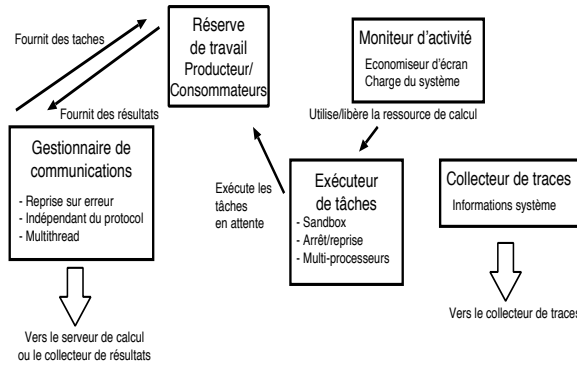 Fournit des taches
Réserve
de travail
Producteur/
Consommateurs
Moniteur d'activité
Economiseur d'écran
Charge du système
Fournit des résultats
Utilise/libère la ressource de calcul
Gestionnaire de
communications
- Reprise sur erreur
- Indépendant du protocol
- Multithread
Exécute les
tâches
en attente
Exécuteur
de tâches
- Sandbox
- Arrêt/reprise
- Multi-processeurs
Collecteur de traces
Informations système
Vers le serveur de calcul
ou le collecteur de résultats
Vers le collecteur de traces